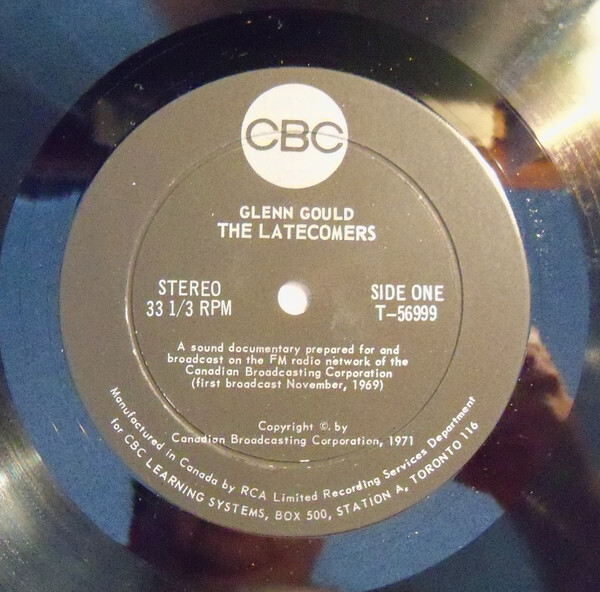 CBC
GLENN GOULD
THE LATECOMERS
STEREO
33 1/3 RPM
SIDE ONE
T-56999
A sound documentary prepared for and
broadcast on the FM radio network of the
Canadian Broadcasting Corporation
(first broadcast November, 1969)
Copyright ©. by
Canadian Broadcasting Corporation, 1971
Manufactured in Canada by RCA Limited Recording Services Department
for CBC LEARNING SYSTEMS, BOX 500, STATION A, TORONTO 116